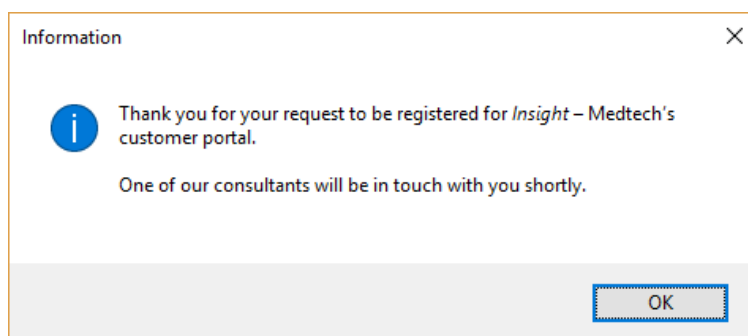 Information
Thank you for your request to be registered for Insight – Medtech's
customer portal.
One of our consultants will be in touch with you shortly.
OK